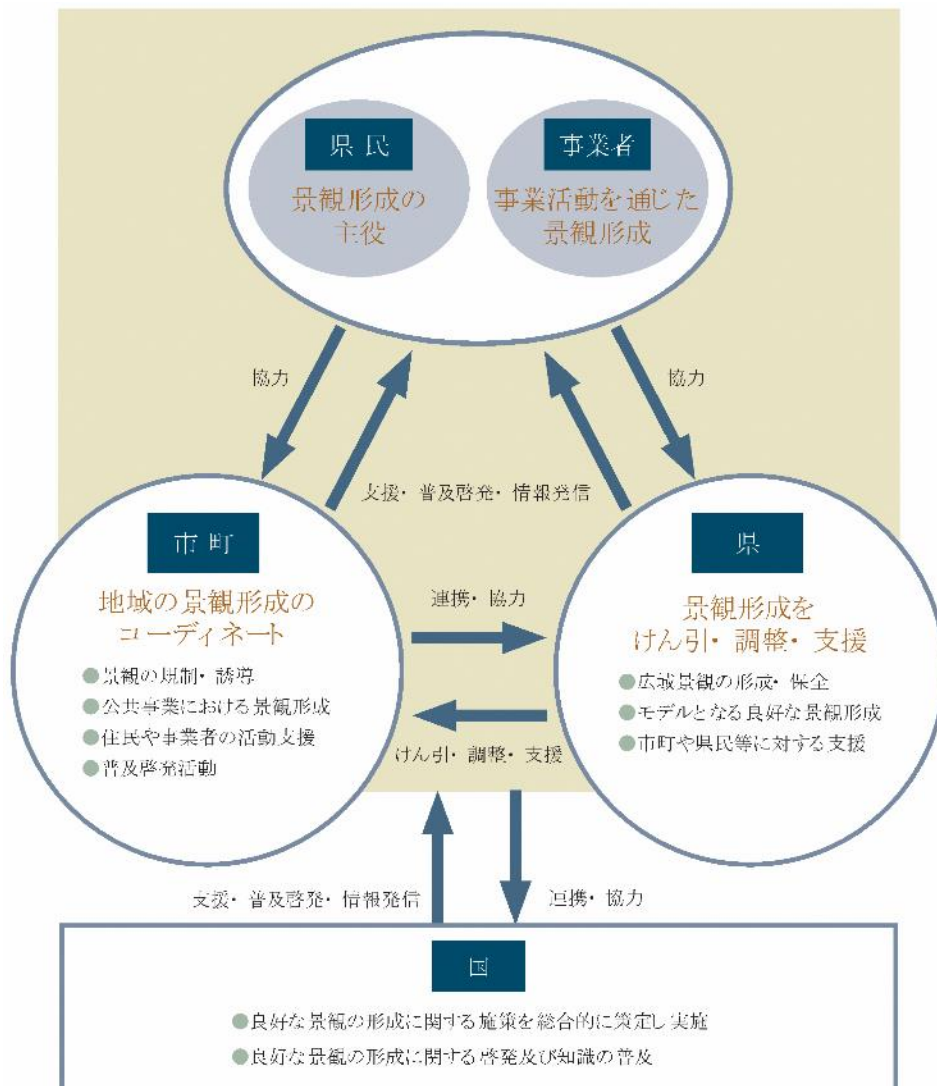 県民
事業者
景観形成の
主役
事業活動を通じた
景観形成
協力
協力
支援・普及啓発・情報発信
市町
地域の景観形成の
コーディネート
景観の規制・誘導
公共事業における景観形成
住民や事業者の活動支援
普及啓発活動
連携・協力
けん引・調整・支援
県
景観形成を
けん引・調整・支援
広域景観の形成・保全
モデルとなる良好な景観形成
市町や県民等に対する支援
支援・普及啓発・情報発信
連携・協力
国
良好な景観の形成に関する施策を総合的に策定し実施
良好な景観の形成に関する啓発及び知識の普及